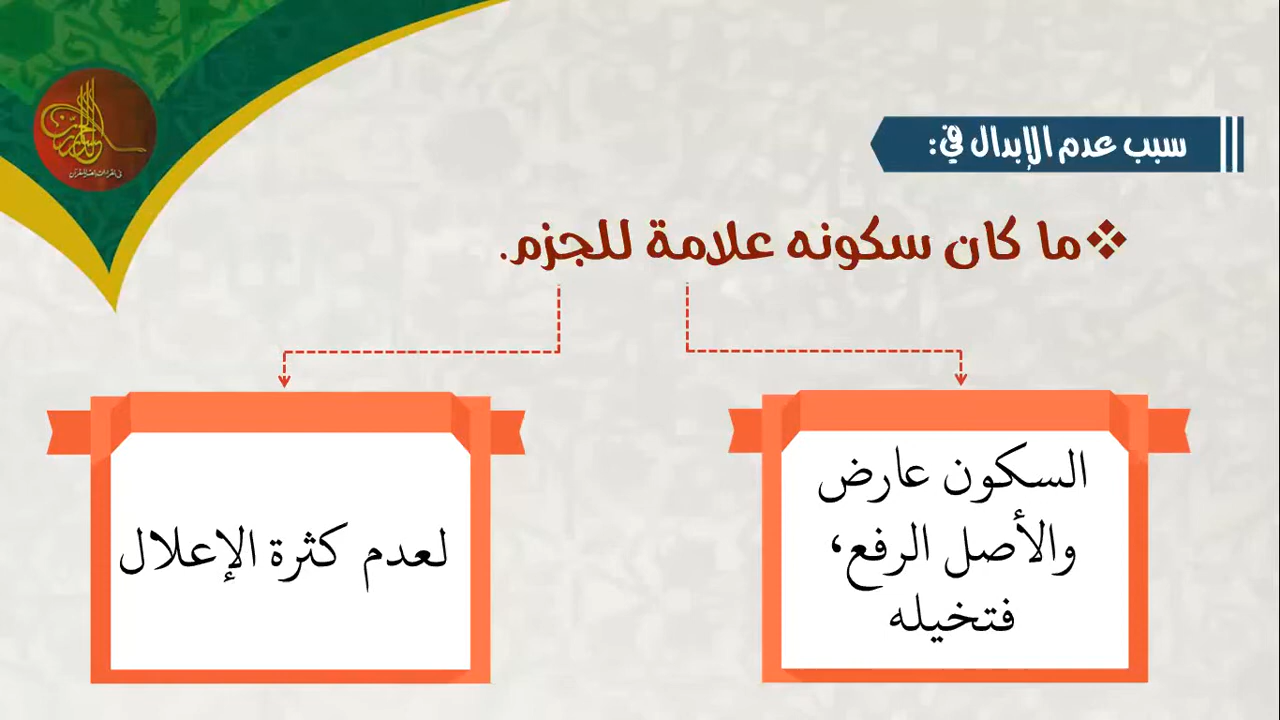 سبب عدم الإبدال في:
❖ما كان سكونه علامة للجزم.
السكون عارض
والأصل الرفع،
فتخيله
لعدم كثرة الإعلال